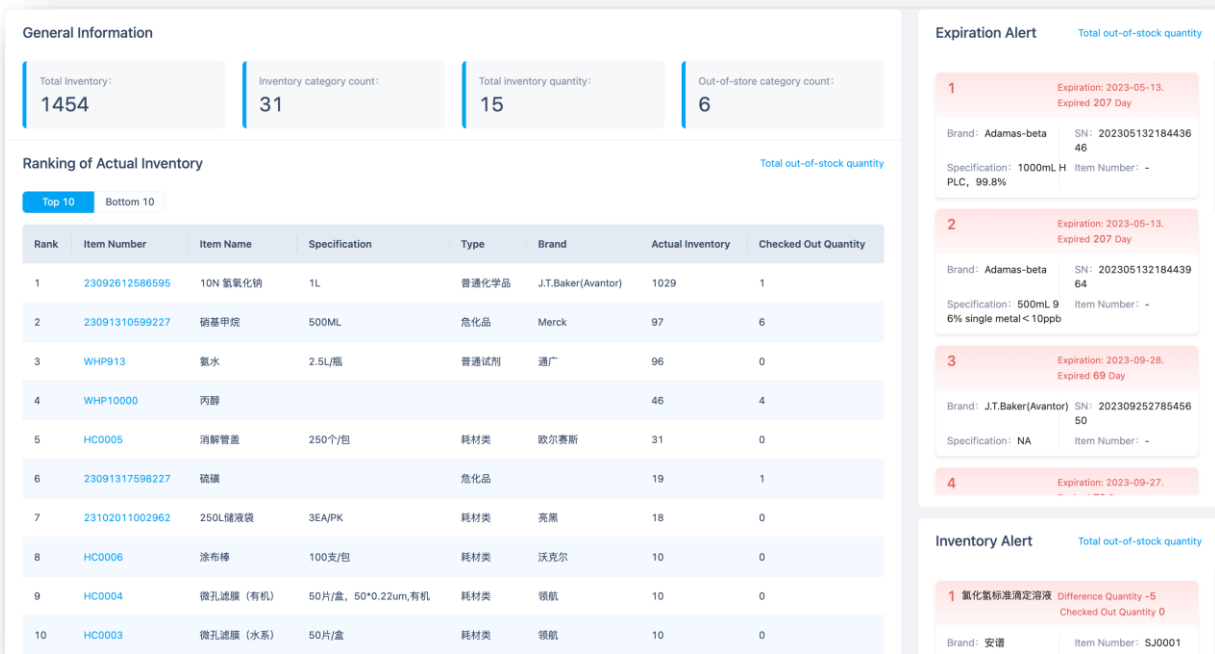 General Information
Total Inventory:
1454
Inventory category count:
31
Total inventory quantity:
15
Out-of-store category count:
6
Ranking of Actual Inventory
Total out-of-stock quantity
Top 10 Bottom 10
Rank Item Number Item Name Specification Type Brand Actual Inventory Checked Out Quantity
1 23092612586595 10N 氢氧化钠 1L 普通化学品 J.T.Baker(Avantor) 1029 1
2 23091310599227 硝基甲烷 500ML 危化品 Merck 97 6
3 WHP913 氨水 2.5L/瓶 普通试剂 通广 96 0
4 WHP10000 丙醇 46 4
5 HC0005 消解管盖 250个/包 耗材类 欧尔赛斯 31 0
6 23091317598227 硫磺 危化品 19 1
7 23102011002962 250L储液袋 3EA/PK 耗材类 亮黑 18 0
8 HC0006 涂布棒 100支/包 耗材类 沃克尔 10 0
9 HC0004 微孔滤膜（有机） 50片/盒，50*0.22um,有机 耗材类 领航 10 0
10 HC0003 微孔滤膜（水系） 50片/盒 耗材类 领航 10 0
Expiration Alert
Total out-of-stock quantity
1 Expiration: 2023-05-13.
Expired 207 Day
Brand: Adamas-beta SN: 202305132184436
46
Specification: 1000mL H Item Number: -
PLC，99.8%
2 Expiration: 2023-05-13.
Expired 207 Day
Brand: Adamas-beta SN: 202305132184439
64
Specification: 500mL 9 Item Number: -
6% single metal＜10ppb
3 Expiration: 2023-09-28.
Expired 69 Day
Brand: J.T.Baker(Avantor) SN: 202309252785456
50
Specification: NA Item Number: -
4 Expiration: 2023-09-27.
Inventory Alert
Total out-of-stock quantity
1 氯化氢标准滴定溶液 Difference Quantity -5
Checked Out Quantity 0
Brand: 安谱 Item Number: SJ0001